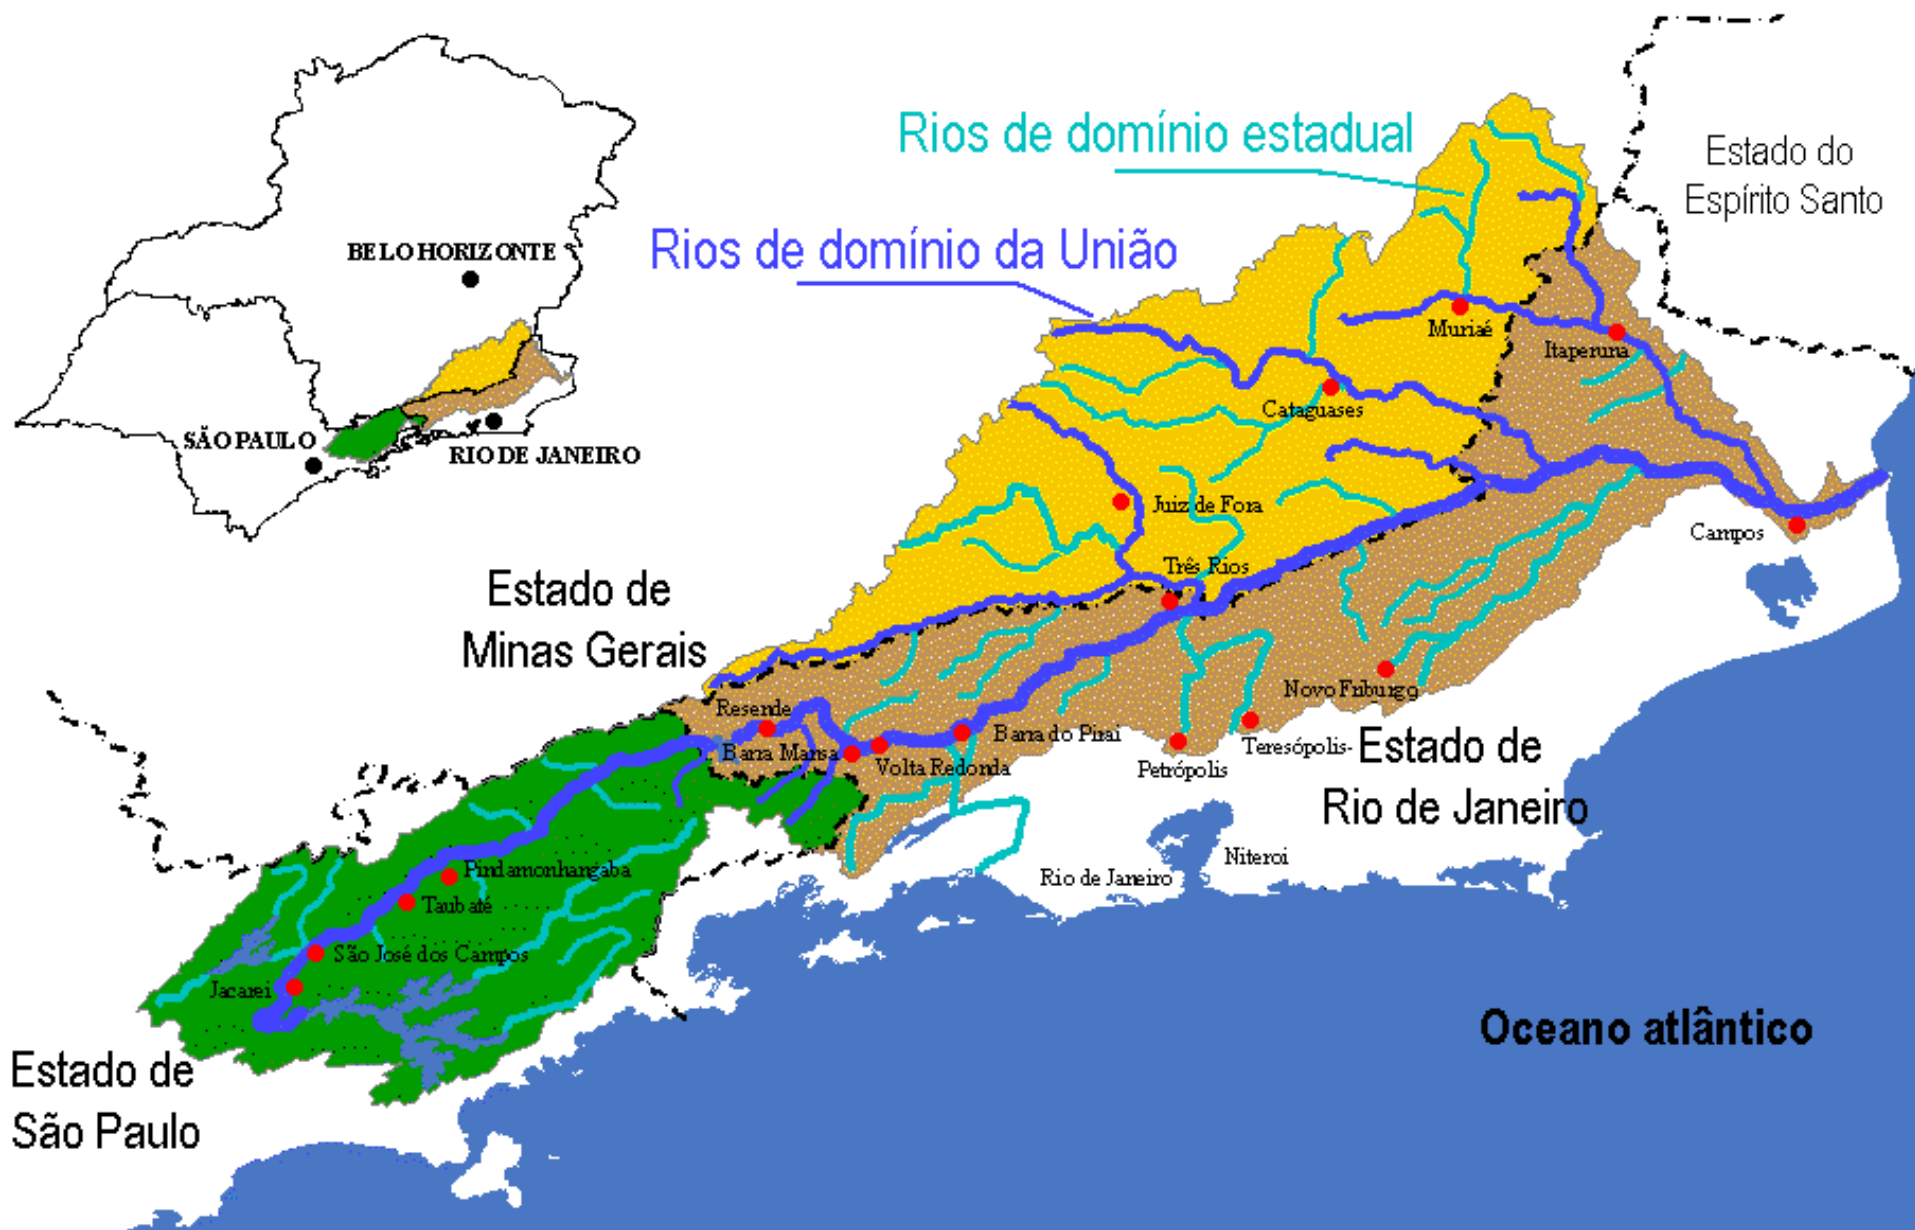 Rios de domínio estadual
Estado do
Espírito Santo
Rios de domínio da União
BELO HORIZONTE
Muriaé
Itaperuna
Cataguases
SÃO PAULO
RIO DE JANEIRO
Juiz de Fora
Campos
Três Rios
Estado de
Minas Gerais
Novo Friburgo
Resende
Barra Mansa
Barra do Pirai
Volta Redonda
Teresópolis-
Petrópolis
Estado de
Rio de Janeiro
Niteroi
Rio de Janeiro
Pindamonhangaba
Taubaté
São José dos Campos
Jacarei
Oceano atlântico
Estado de
São Paulo